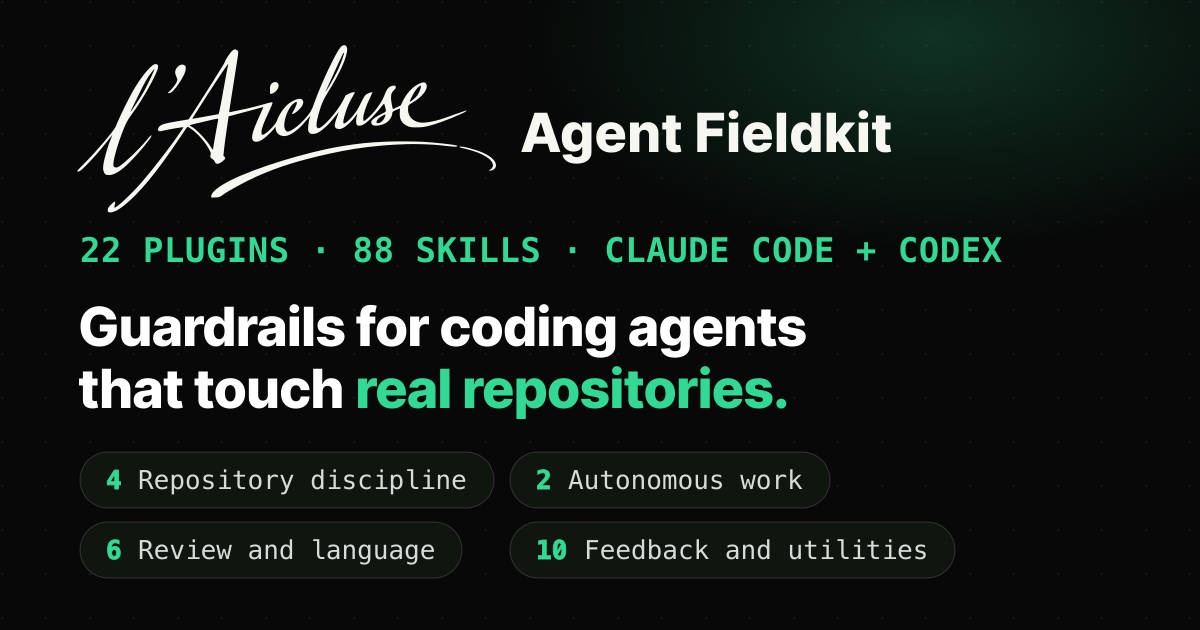 l'Aicluse Agent Fieldkit
22 PLUGINS · 88 SKILLS · CLAUDE CODE + CODEX
Guardrails for coding agents
that touch real repositories.
4 Repository discipline
2 Autonomous work
6 Review and language
10 Feedback and utilities